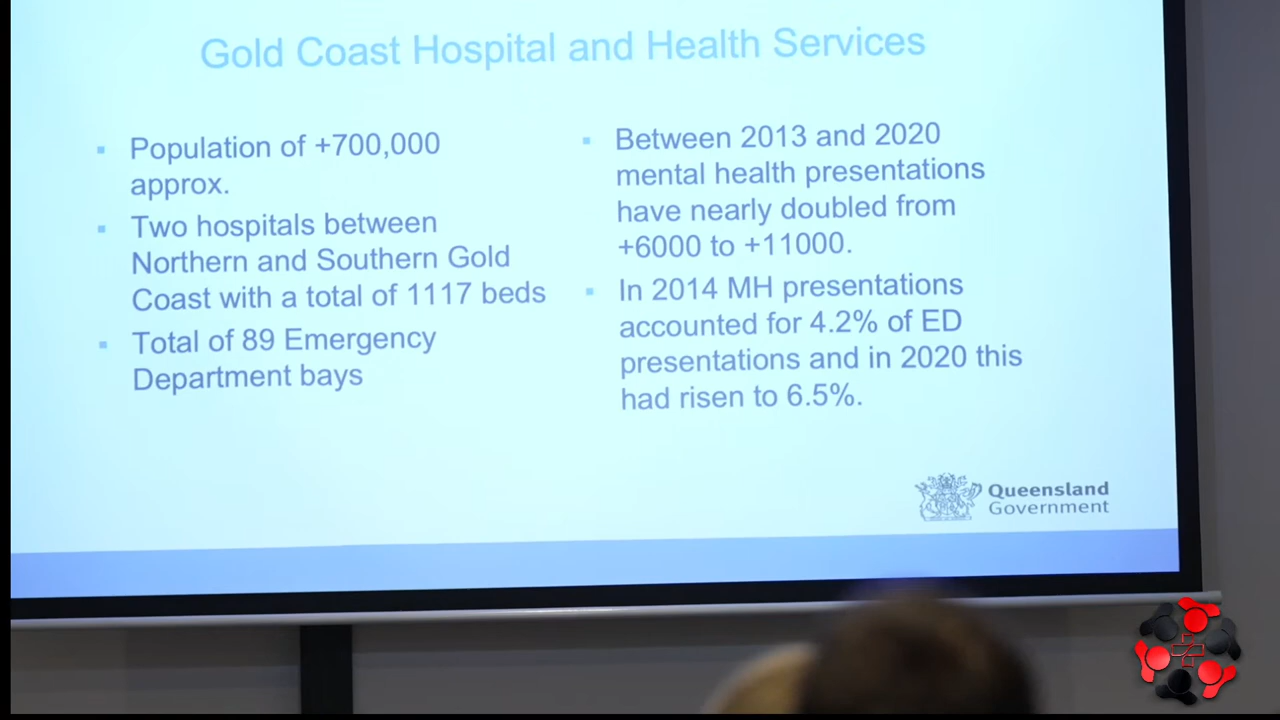 Gold Coast Hospital and Health Services
Population of +700,000
approx.
Two hospitals between
Northern and Southern Gold
Coast with a total of 1117 beds
Total of 89 Emergency
Department bays
Between 2013 and 2020
mental health presentations
have nearly doubled from
+6000 to +11000.
In 2014 MH presentations
accounted for 4.2% of ED
presentations and in 2020 this
had risen to 6.5%.
Queensland
Government